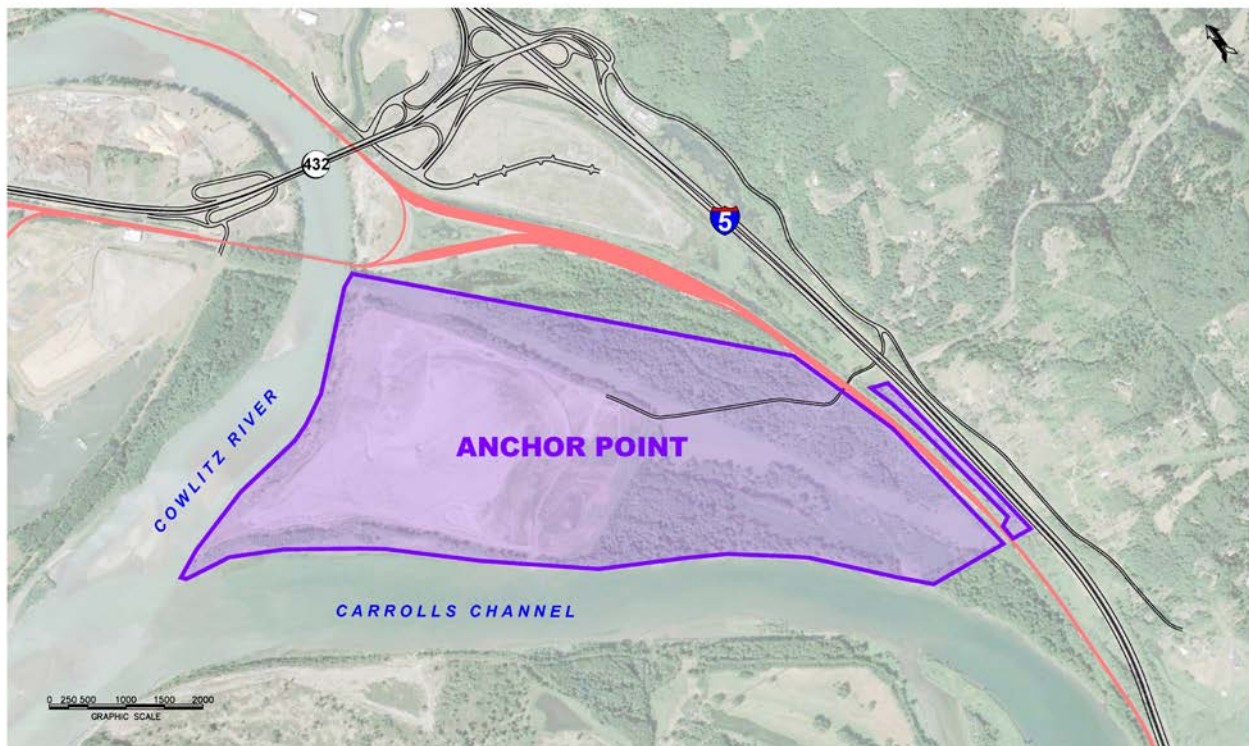 432
5
ANCHOR POINT
COWLITZ RIVER
CARROLLS CHANNEL
0 250 500 1000 1500 2000
GRAPHIC SCALE